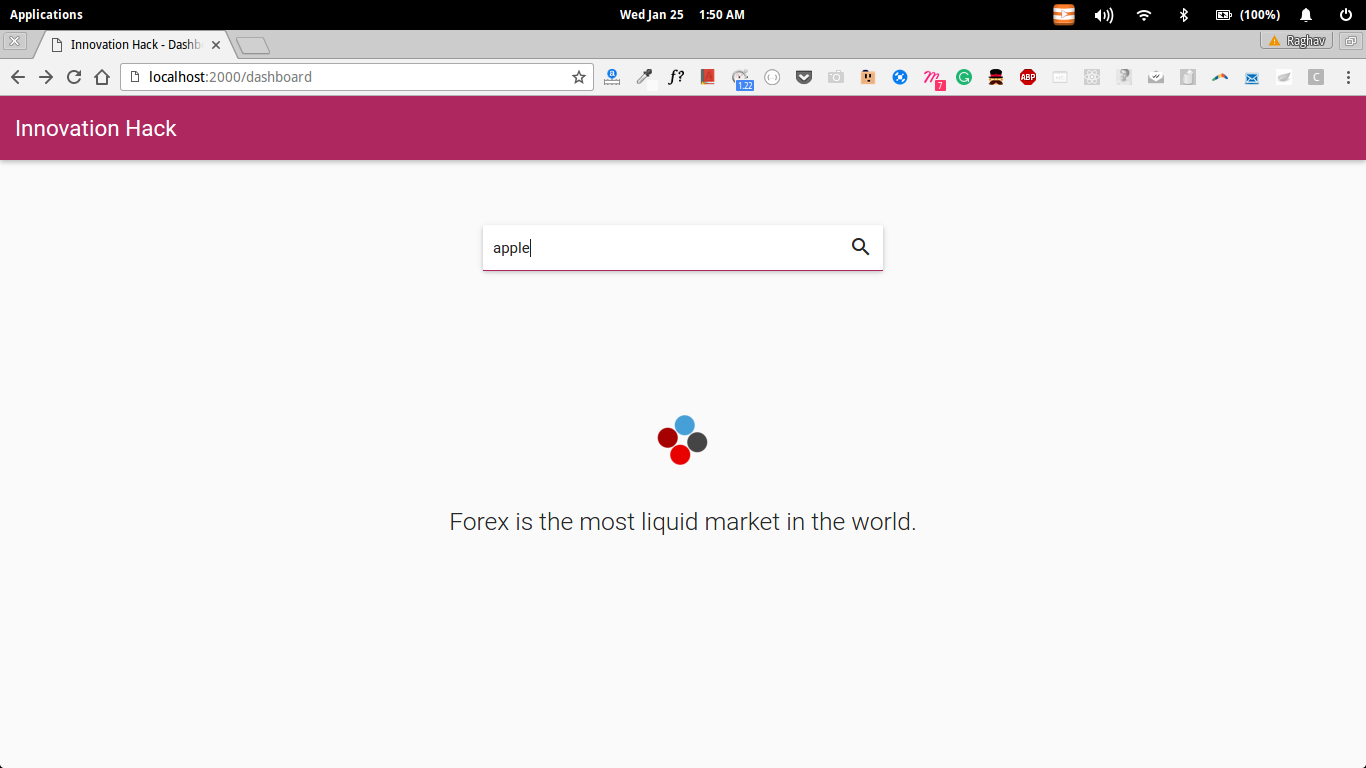 Applications
Wed Jan 25 1:50 AM
(100%)
Innovation Hack - Dashb
Raghav
localhost:2000/dashboard
a
f?
1.22
7
ABP
C
Innovation Hack
apple
Forex is the most liquid market in the world.